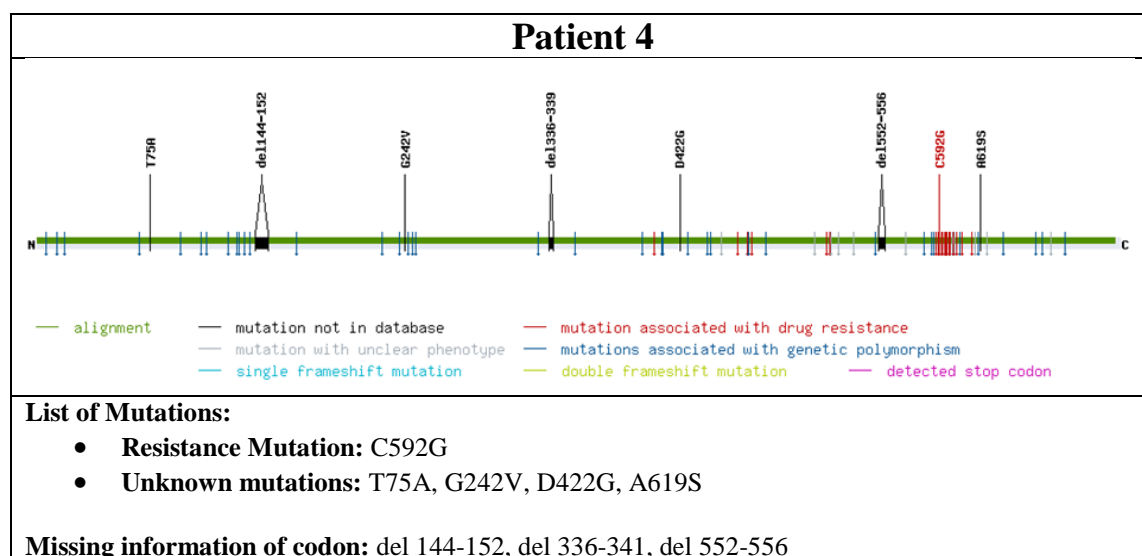 Patient 4
T75A
del144-152
G242V
del336-339
D422G
del552-556
C592G
A619S
N
C
alignment
mutation not in database
mutation associated with drug resistance
mutation with unclear phenotype
mutations associated with genetic polymorphism
single frameshift mutation
double frameshift mutation
detected stop codon
List of Mutations:
• Resistance Mutation: C592G
• Unknown mutations: T75A, G242V, D422G, A619S
Missing information of codon: del 144-152, del 336-341, del 552-556